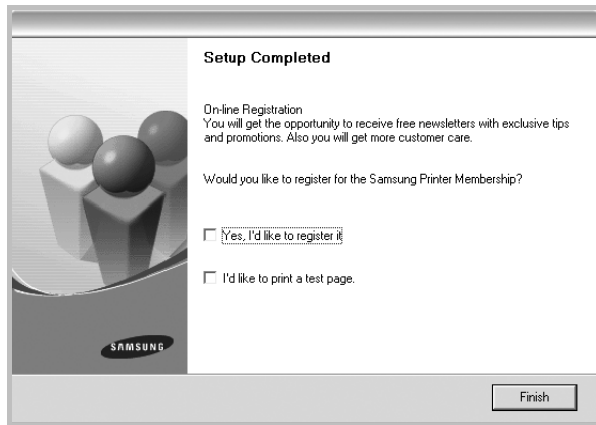 Setup Completed
On-line Registration
You will get the opportunity to receive free newsletters with exclusive tips
and promotions. Also you will get more customer care.
Would you like to register for the Samsung Printer Membership?
Yes, I'd like to register it
I'd like to print a test page.
SAMSUNG
Finish